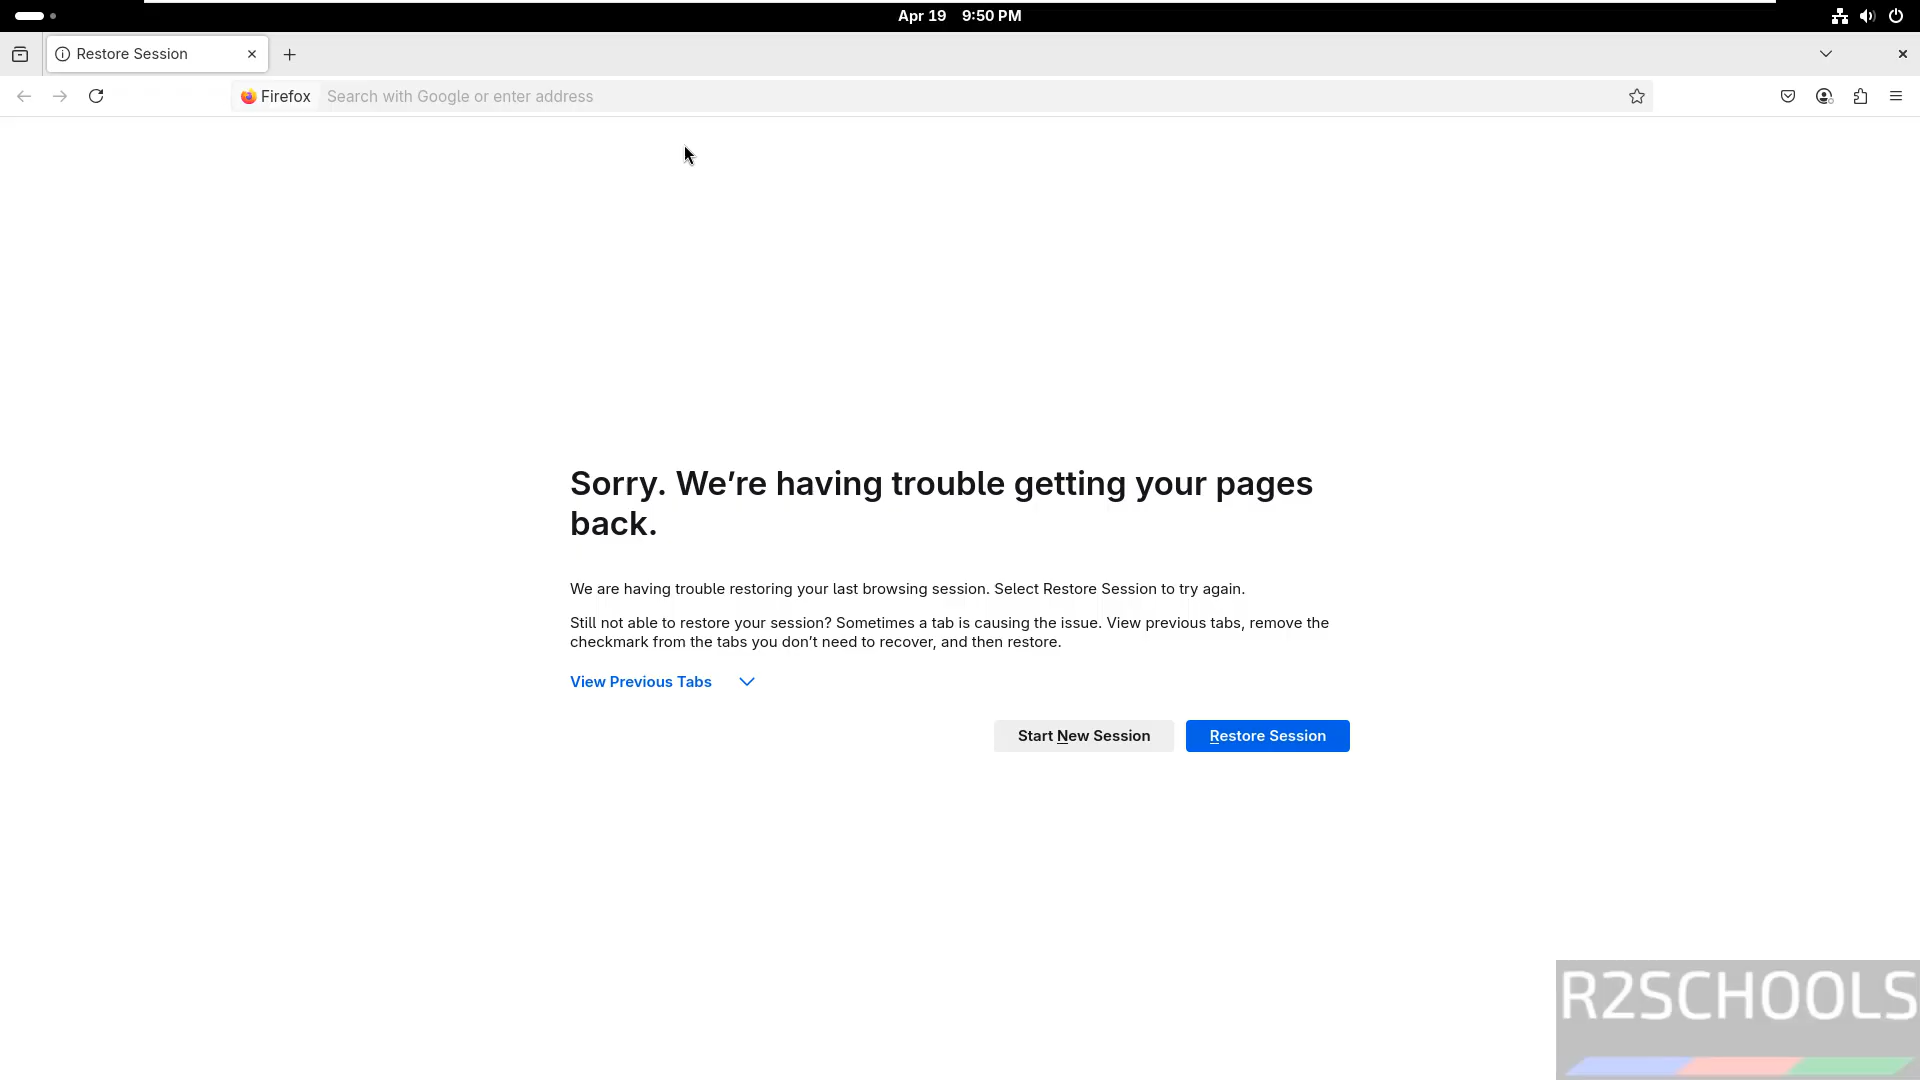 Apr 19 9:50 PM
Restore Session
Firefox Search with Google or enter address
Sorry. We’re having trouble getting your pages
back.
We are having trouble restoring your last browsing session. Select Restore Session to try again.
Still not able to restore your session? Sometimes a tab is causing the issue. View previous tabs, remove the
checkmark from the tabs you don’t need to recover, and then restore.
View Previous Tabs
Start New Session Restore Session
R2SCHOOLS